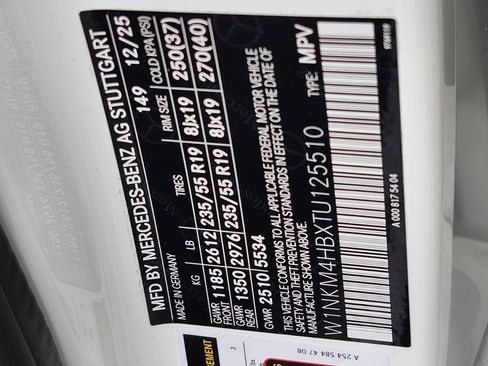 MFD BY MERCEDES-BENZ AG STUTTGART
MADE IN GERMANY 149 12/25
KG LB TIRES RIM SIZE COLD KPA (PSI)
GAWR FRONT 1185 2612 235/55 R19 8Jx19 250(37)
GAWR REAR 1350 2976 235/55 R19 8Jx19 270(40)
GVWR 2510 5534
THIS VEHICLE CONFORMS TO ALL APPLICABLE FEDERAL MOTOR VEHICLE
SAFETY AND THEFT PREVENTION STANDARDS IN EFFECT ON THE DATE OF
MANUFACTURE SHOWN ABOVE. TYPE: MPV
W1NKM4HBXTU125510
A 000 817 54 04
A 254 584 47 08
3